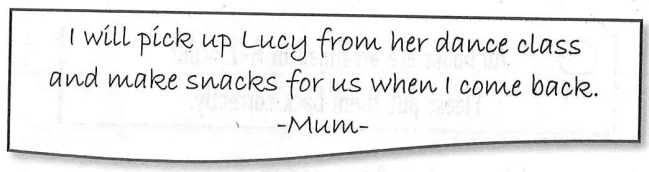 I will pick up Lucy from her dance class
and make snacks for us when I come back.
-Mum-